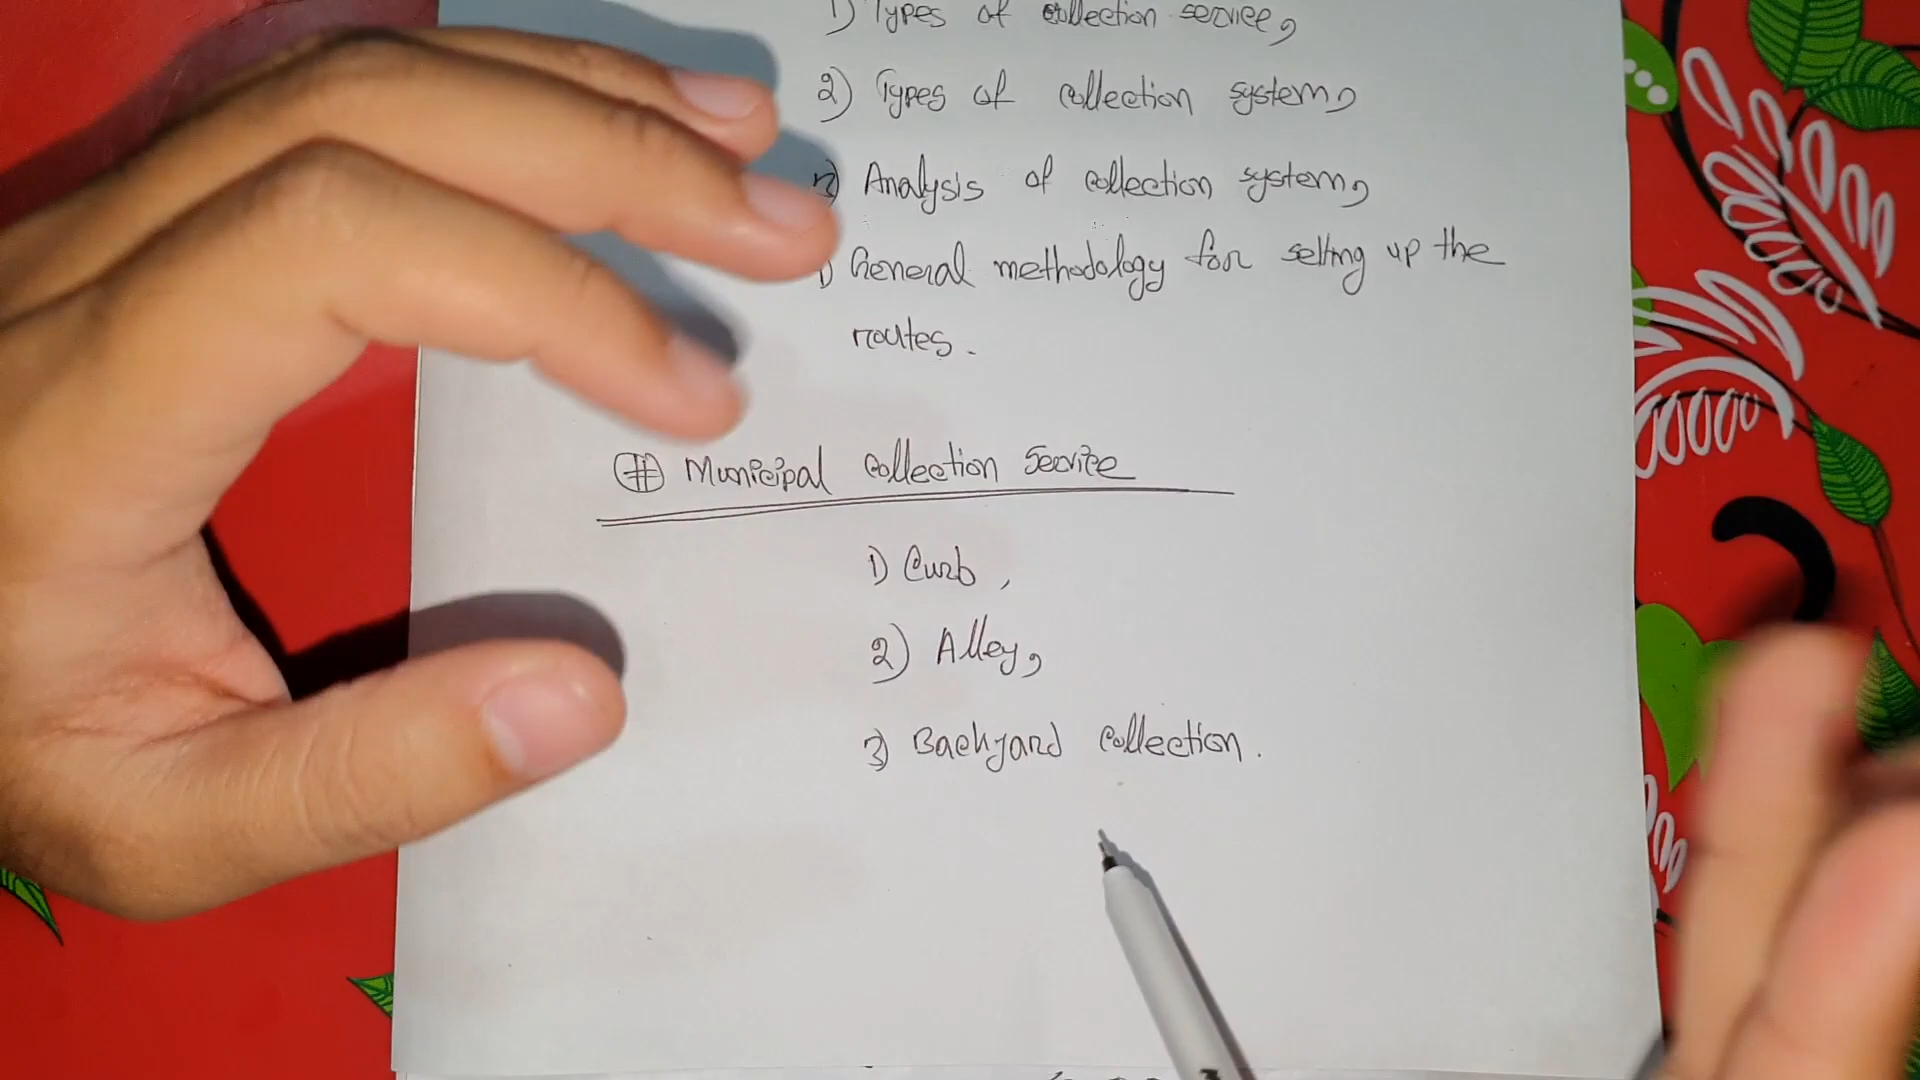 1) Types of collection service,
2) Types of collection system,
3) Analysis of collection system,
General methodology for setting up the
routes.
# Municipal Collection Service
1) Curb,
2) Alley,
3) Backyard collection.